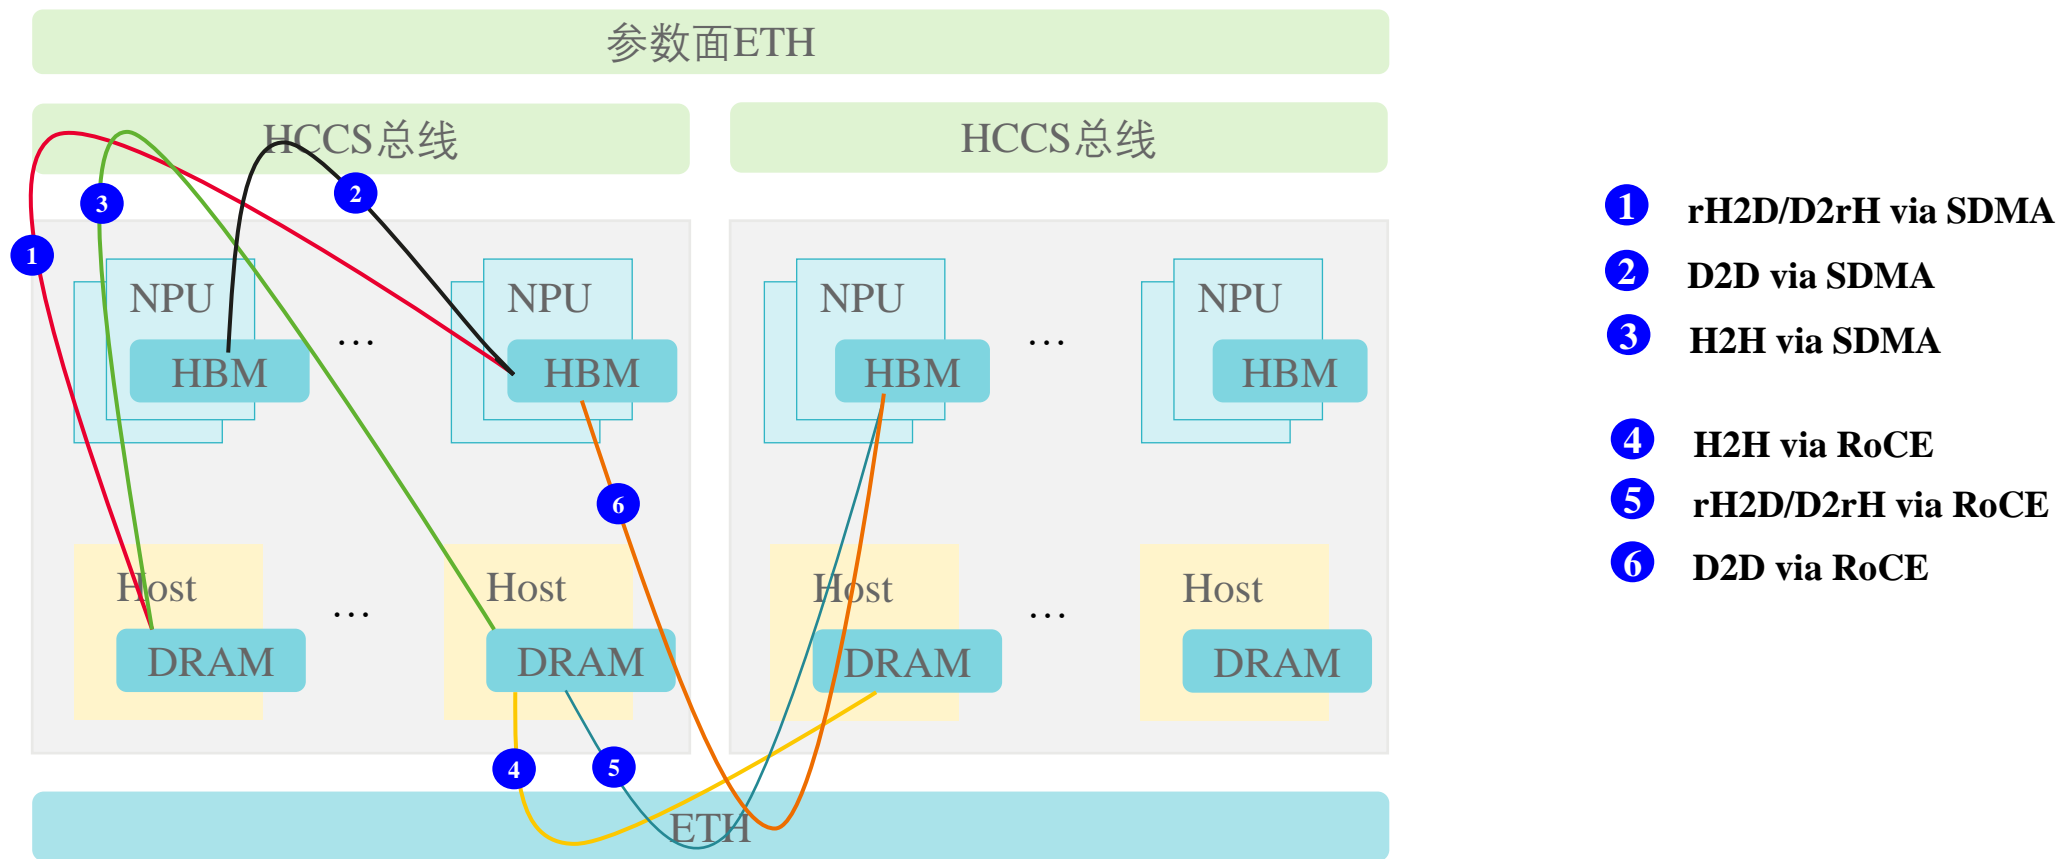 参数面ETH
HCCS总线
HCCS总线
1
2
3
NPU
HBM
…
NPU
HBM
NPU
HBM
…
NPU
HBM
6
Host
DRAM
…
Host
DRAM
Host
DRAM
…
Host
DRAM
4
5
ETH
1 rH2D/D2rH via SDMA
2 D2D via SDMA
3 H2H via SDMA
4 H2H via RoCE
5 rH2D/D2rH via RoCE
6 D2D via RoCE